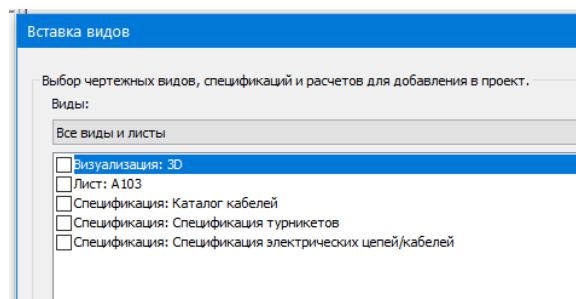 Вставка видов
Выбор чертежных видов, спецификаций и расчетов для добавления в проект.
Виды:
Все виды и листы
Визуализация: 3D
Лист: A103
Спецификация: Каталог кабелей
Спецификация: Спецификация турникетов
Спецификация: Спецификация электрических цепей/кабелей